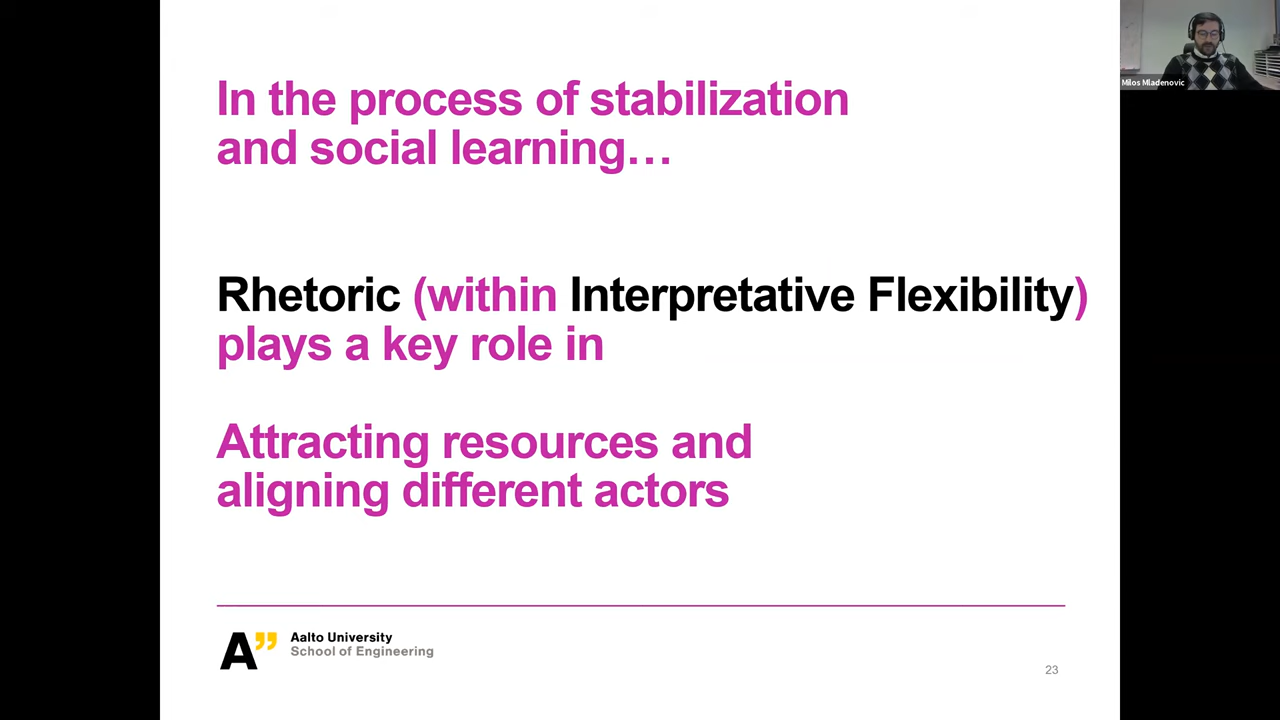 In the process of stabilization
and social learning…
Rhetoric (within Interpretative Flexibility)
plays a key role in
Attracting resources and
aligning different actors
A”
Aalto University
School of Engineering
23
Milos Mladenovic